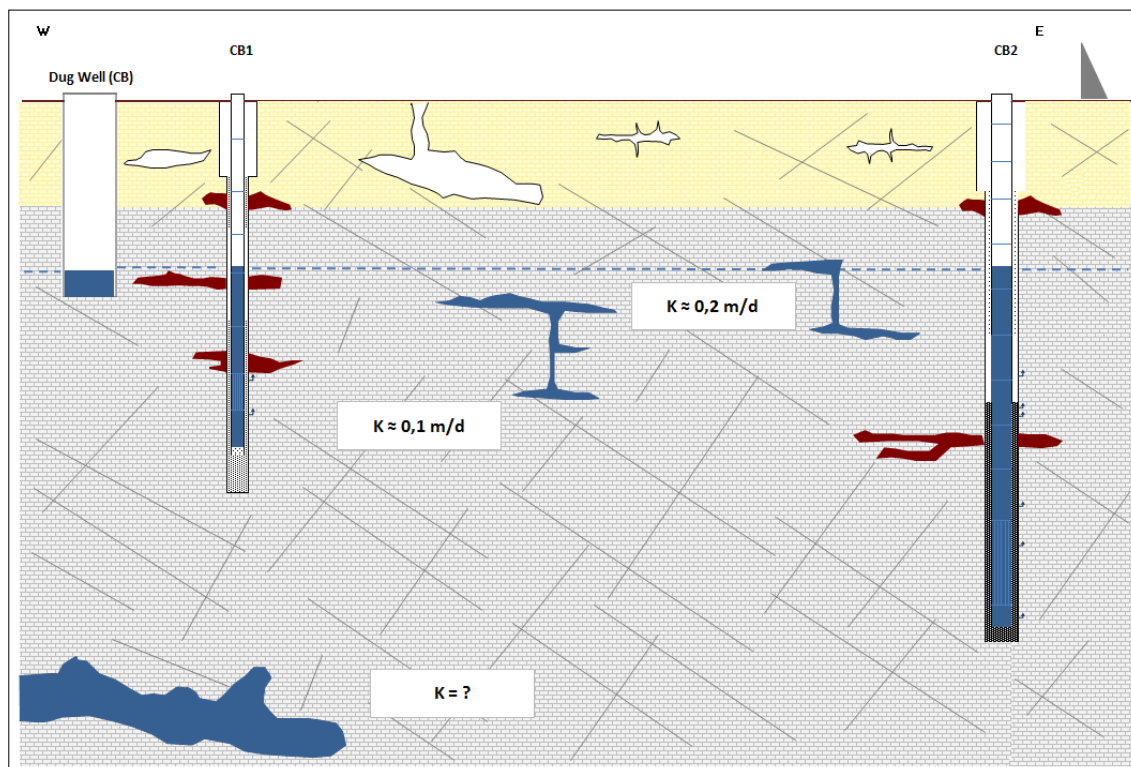 W
E
CB1
CB2
Dug Well (CB)
K ≈ 0,2 m/d
K ≈ 0,1 m/d
K = ?